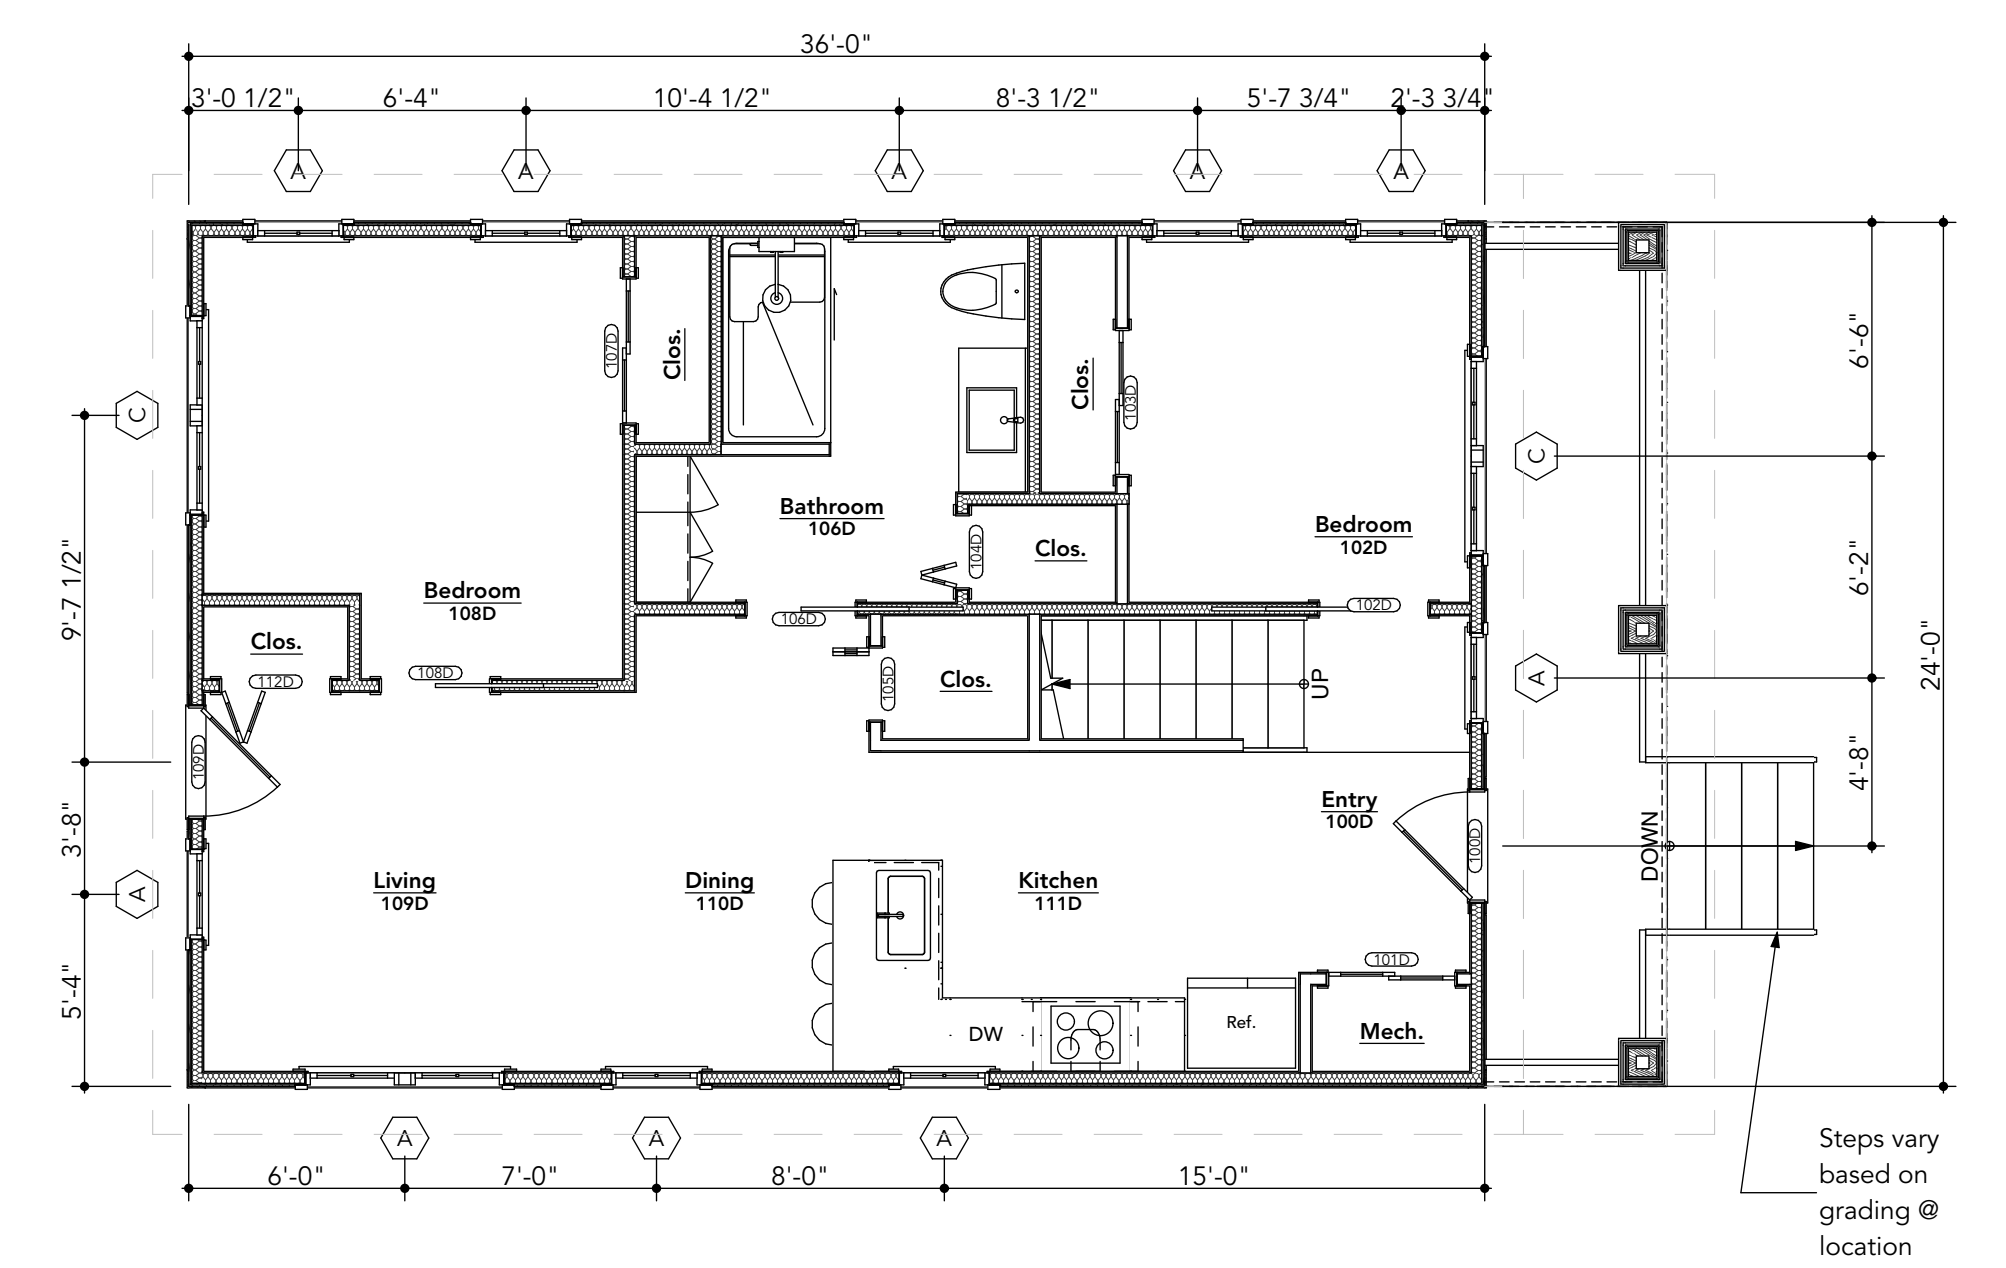 36'-0"
3'-0 1/2"
6'-4"
10'-4 1/2"
8'-3 1/2"
5'-7 3/4"
2'-3 3/4"
A
A
A
A
A
107D
Clos.
Clos.
103D
6'-6"
C
C
9'-7 1/2"
Bathroom
106D
Bedroom
102D
104D
Clos.
6'-2"
Bedroom
108D
106D
102D
24'-0"
Clos.
112D
108D
105D
Clos.
UP
A
109D
4'-8"
3'-8"
Entry
100D
100D
DOWN
A
Living
109D
Dining
110D
Kitchen
111D
5'-4"
101D
DW
Ref.
Mech.
A
A
A
6'-0"
7'-0"
8'-0"
15'-0"
Steps vary
based on
grading @
location